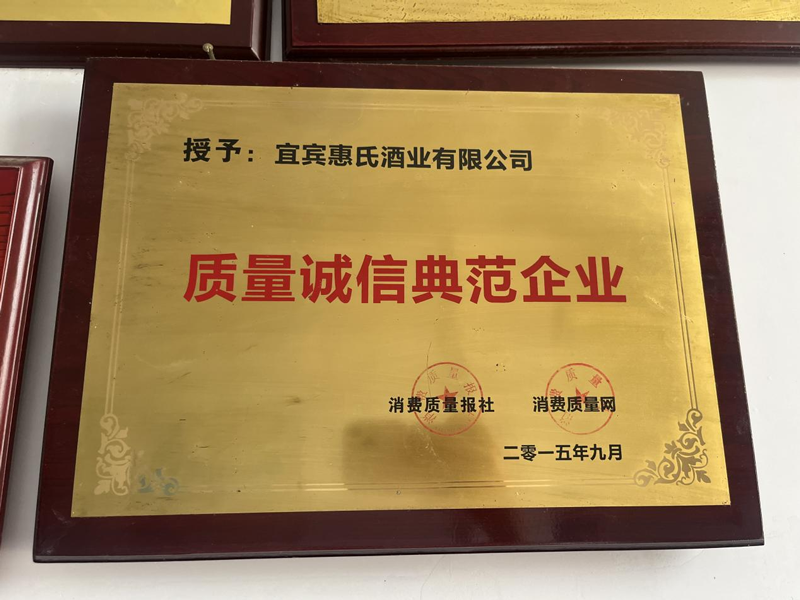 授予：宜宾惠氏酒业有限公司
质量诚信典范企业
消费质量报社 消费质量网
二零一五年九月